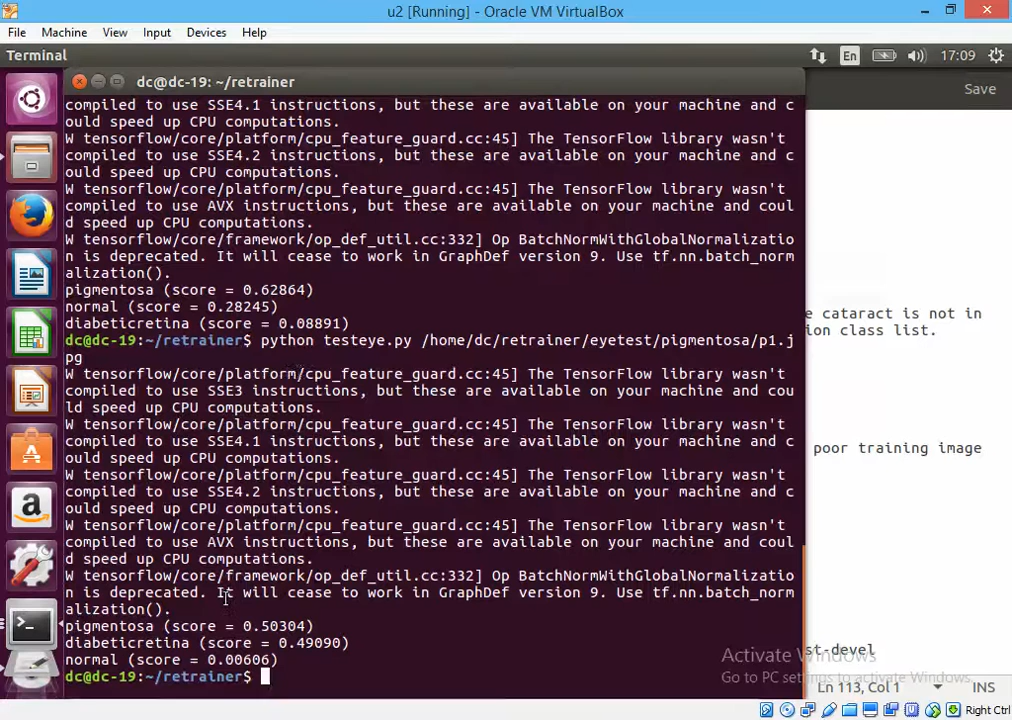 u2 [Running] - Oracle VM VirtualBox
File Machine View Input Devices Help
Terminal En 17:09
dc@dc-19: ~/retrainer
Save
compiled to use SSE4.1 instructions, but these are available on your machine and c
ould speed up CPU computations.
W tensorflow/core/platform/cpu_feature_guard.cc:45] The TensorFlow library wasn't
compiled to use SSE4.2 instructions, but these are available on your machine and c
ould speed up CPU computations.
W tensorflow/core/platform/cpu_feature_guard.cc:45] The TensorFlow library wasn't
compiled to use AVX instructions, but these are available on your machine and coul
d speed up CPU computations.
W tensorflow/core/framework/op_def_util.cc:332] Op BatchNormWithGlobalNormalizatio
n is deprecated. It will cease to work in GraphDef version 9. Use tf.nn.batch_norm
alization().
pigmentosa (score = 0.62864)
normal (score = 0.28245)
diabeticretina (score = 0.08891)
dc@dc-19:~/retrainer$ python testeye.py /home/dc/retrainer/eyetest/pigmentosa/p1.j
pg
W tensorflow/core/platform/cpu_feature_guard.cc:45] The TensorFlow library wasn't
compiled to use SSE3 instructions, but these are available on your machine and cou
ld speed up CPU computations.
W tensorflow/core/platform/cpu_feature_guard.cc:45] The TensorFlow library wasn't
compiled to use SSE4.1 instructions, but these are available on your machine and c
ould speed up CPU computations.
W tensorflow/core/platform/cpu_feature_guard.cc:45] The TensorFlow library wasn't
compiled to use SSE4.2 instructions, but these are available on your machine and c
ould speed up CPU computations.
W tensorflow/core/platform/cpu_feature_guard.cc:45] The TensorFlow library wasn't
compiled to use AVX instructions, but these are available on your machine and coul
d speed up CPU computations.
W tensorflow/core/framework/op_def_util.cc:332] Op BatchNormWithGlobalNormalizatio
n is deprecated. It will cease to work in GraphDef version 9. Use tf.nn.batch_norm
alization().
pigmentosa (score = 0.50304)
diabeticretina (score = 0.49090)
normal (score = 0.00606)
dc@dc-19:~/retrainer$
e cataract is not in
ion class list.
poor training image
st-devel
Activate Windows
Go to PC settings to activate Windows.
Ln 113, Col 1 INS
Right Ctrl